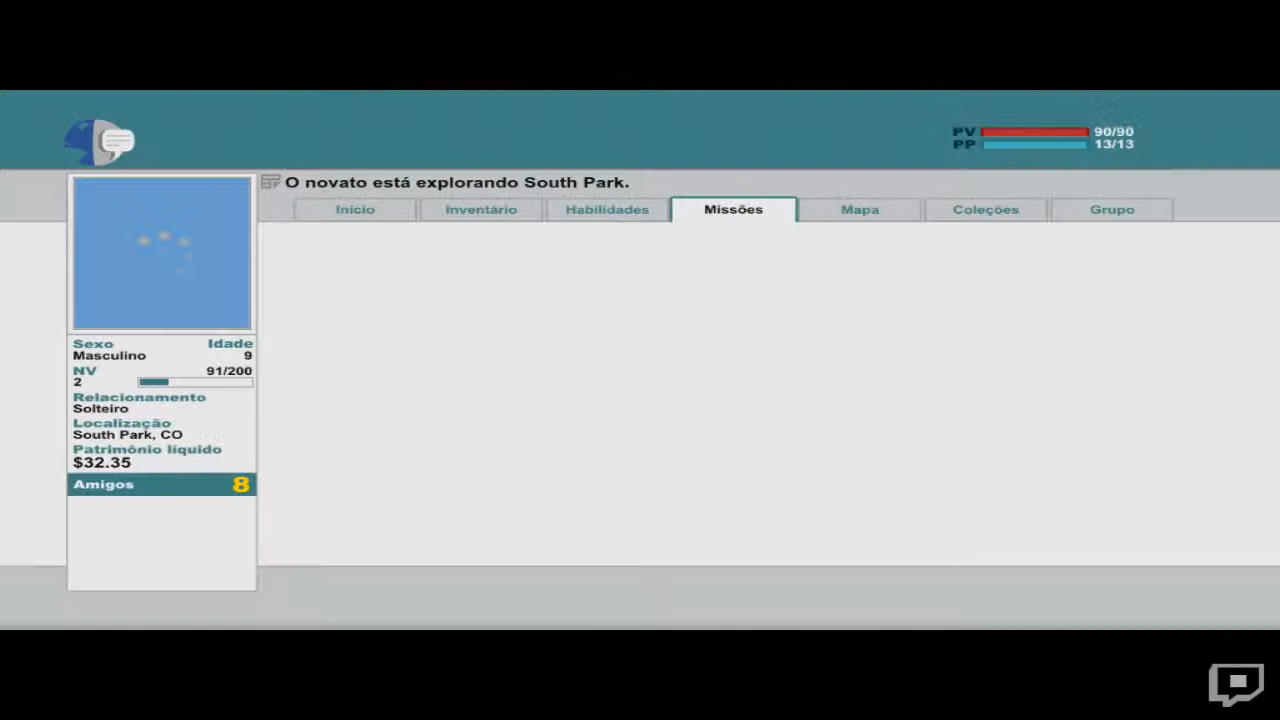 PV 90/90
PP 13/13
O novato está explorando South Park.
Início Inventário Habilidades Missões Mapa Coleções Grupo
Sexo Idade
Masculino 9
NV 91/200
2
Relacionamento
Solteiro
Localização
South Park, CO
Patrimônio líquido
$32.35
Amigos 8